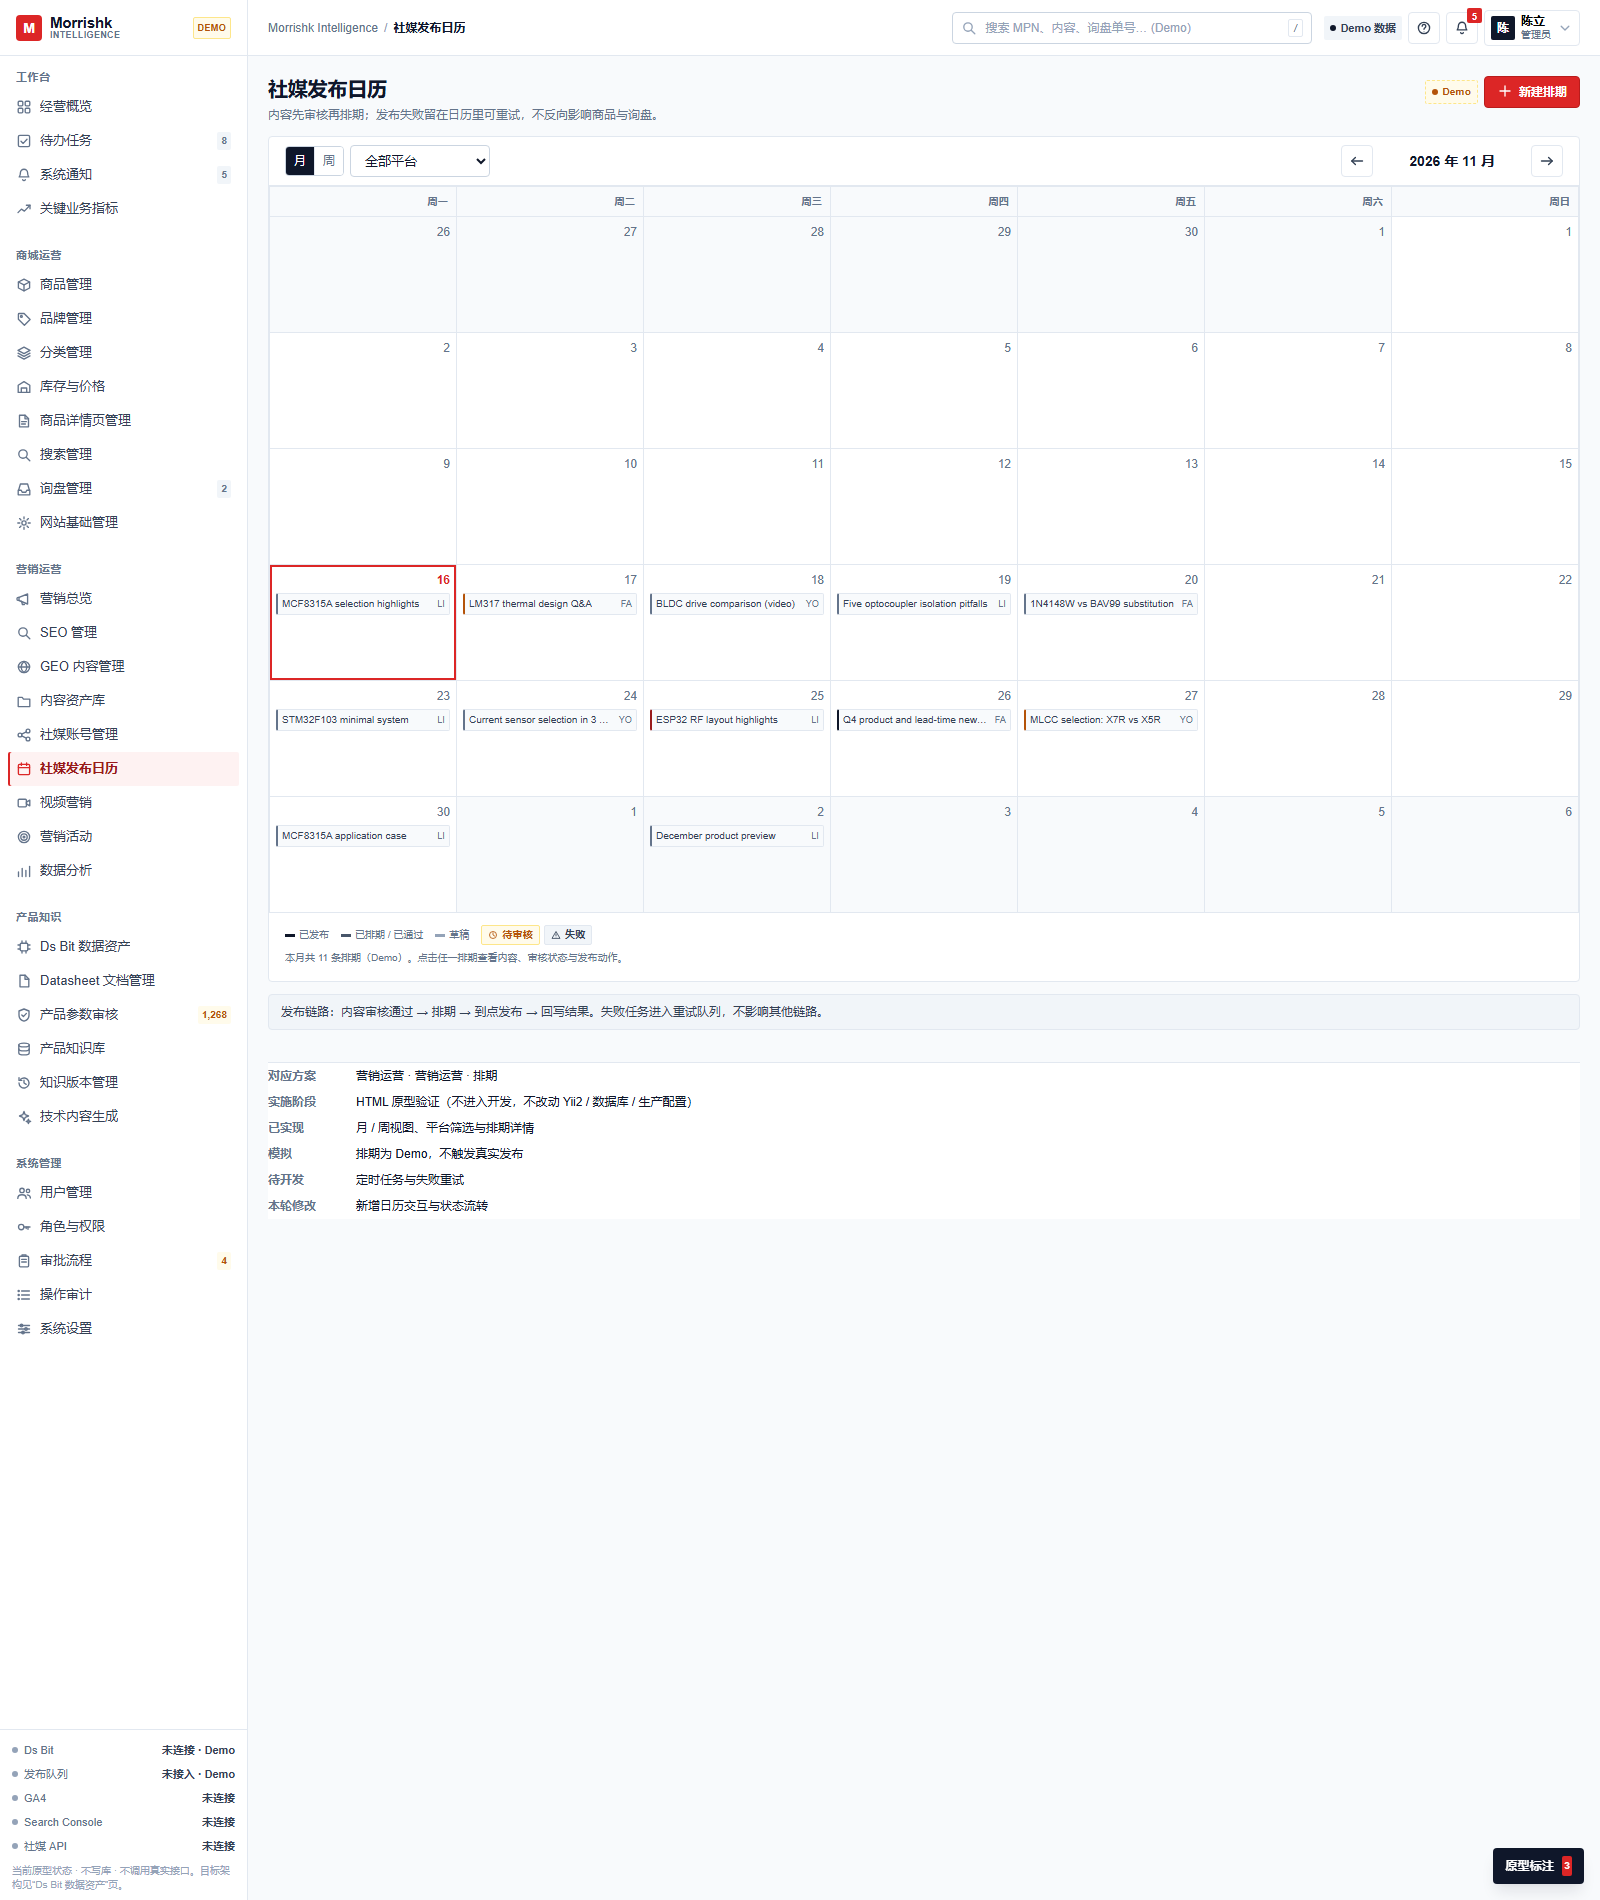 M Morrishk INTELLIGENCE DEMO
工作台
经营概览
待办任务 8
系统通知 5
关键业务指标
商城运营
商品管理
品牌管理
分类管理
库存与价格
商品详情页管理
搜索管理
询盘管理 2
网站基础管理
营销运营
营销总览
SEO 管理
GEO 内容管理
内容资产库
社媒账号管理
社媒发布日历
视频营销
营销活动
数据分析
产品知识
Ds Bit 数据资产
Datasheet 文档管理
产品参数审核 1,268
产品知识库
知识版本管理
技术内容生成
系统管理
用户管理
角色与权限
审批流程 4
操作审计
系统设置
Ds Bit 未连接 · Demo
发布队列 未接入 · Demo
GA4 未连接
Search Console 未连接
社媒 API 未连接
当前原型状态 · 不写库 · 不调用真实接口。目标架
构见“Ds Bit 数据资产”页。
Morrishk Intelligence / 社媒发布日历
搜索 MPN、内容、询盘单号… (Demo) /
Demo 数据
5
陈 陈立
管理员
社媒发布日历
内容先审核再排期；发布失败留在日历里可重试，不反向影响商品与询盘。
Demo
新建排期
月 周 全部平台
2026 年 11 月
周一 周二 周三 周四 周五 周六 周日
26 27 28 29 30 1 1
2 3 4 5 6 7 8
9 10 11 12 13 14 15
16 17 18 19 20 21 22
MCF8315A selection highlights LI
LM317 thermal design Q&A FA
BLDC drive comparison (video) YO
Five optocoupler isolation pitfalls LI
1N4148W vs BAV99 substitution FA
23 24 25 26 27 28 29
STM32F103 minimal system LI
Current sensor selection in 3 … YO
ESP32 RF layout highlights LI
Q4 product and lead-time new… FA
MLCC selection: X7R vs X5R YO
30 1 2 3 4 5 6
MCF8315A application case LI
December product preview LI
已发布 已排期 / 已通过 草稿 待审核 失败
本月共 11 条排期（Demo）。点击任一排期查看内容、审核状态与发布动作。
发布链路：内容审核通过 → 排期 → 到点发布 → 回写结果。失败任务进入重试队列，不影响其他链路。
对应方案 营销运营 · 营销运营 · 排期
实施阶段 HTML 原型验证（不进入开发，不改动 Yii2 / 数据库 / 生产配置）
已实现 月 / 周视图、平台筛选与排期详情
模拟 排期为 Demo，不触发真实发布
待开发 定时任务与失败重试
本轮修改 新增日历交互与状态流转
原型标注 3